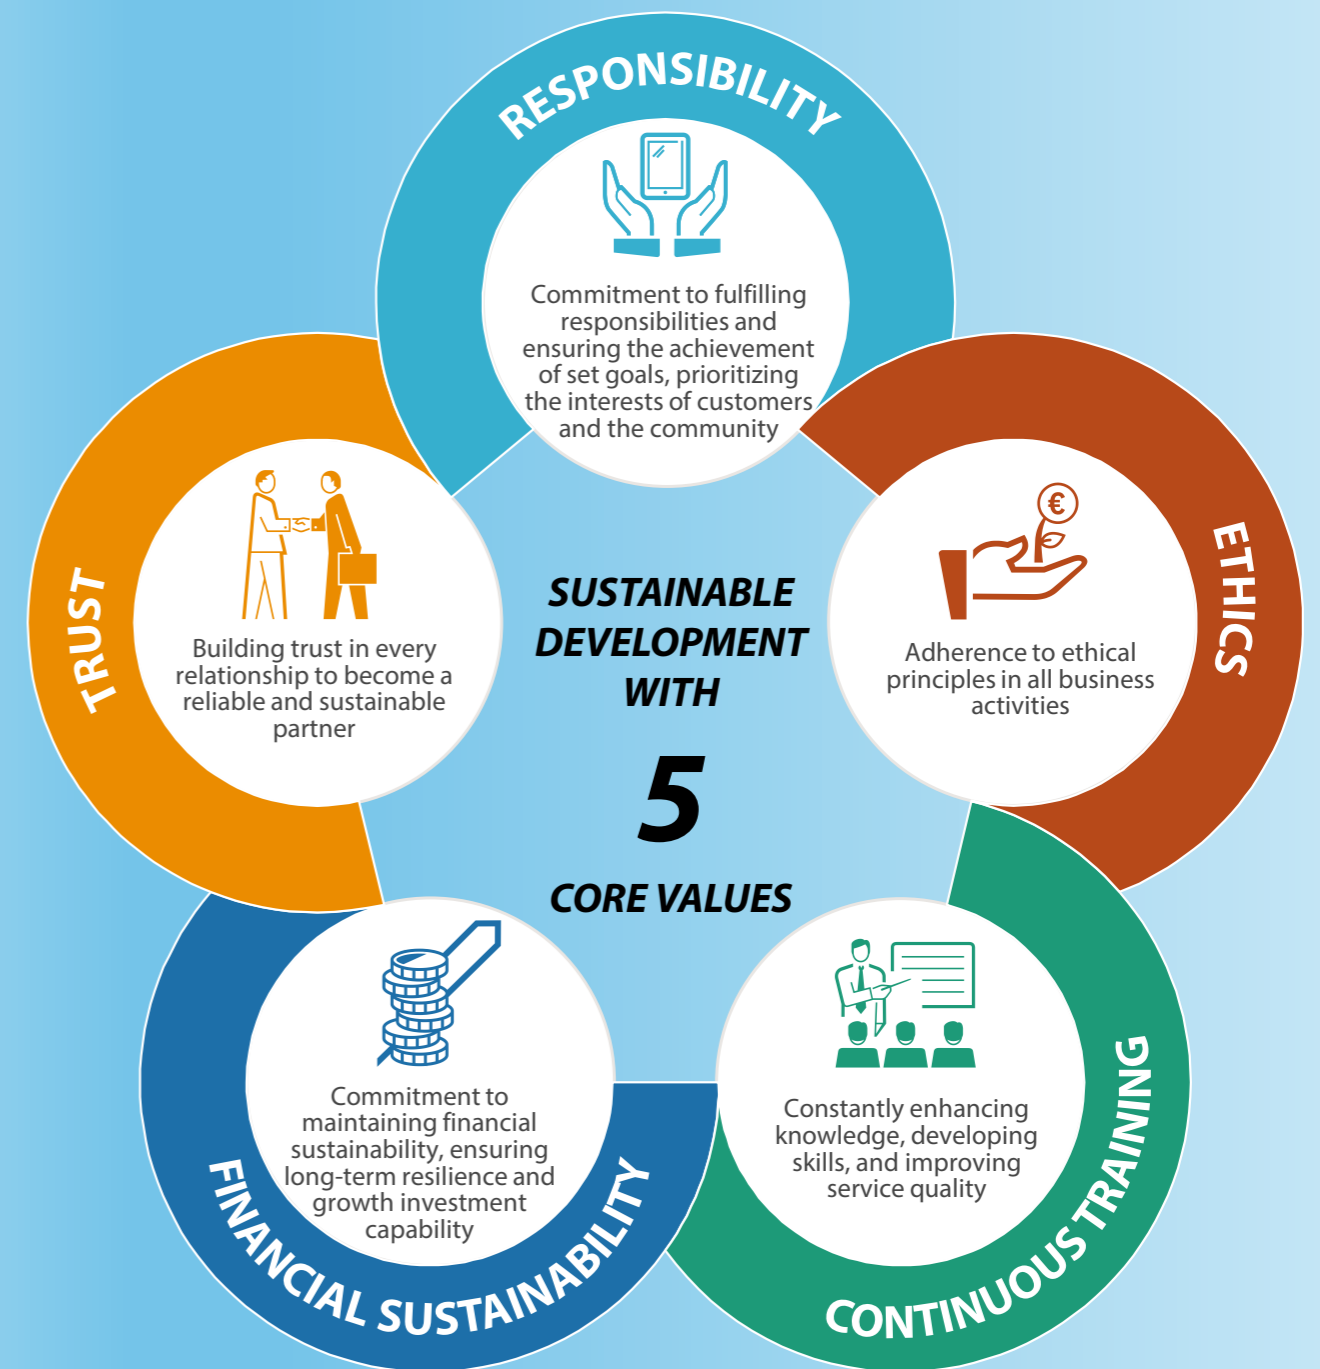 RESPONSIBILITY
Commitment to fulfilling
responsibilities and
ensuring the achievement
of set goals, prioritizing
the interests of customers
and the community
TRUST
Building trust in every
relationship to become a
reliable and sustainable
partner
SUSTAINABLE
DEVELOPMENT
WITH
5
CORE VALUES
€
ETHICS
Adherence to ethical
principles in all business
activities
Commitment to
maintaining financial
sustainability, ensuring
long-term resilience and
growth investment
capability
FINANCIAL SUSTAINABILITY
Constantly enhancing
knowledge, developing
skills, and improving
service quality
CONTINUOUS TRAINING